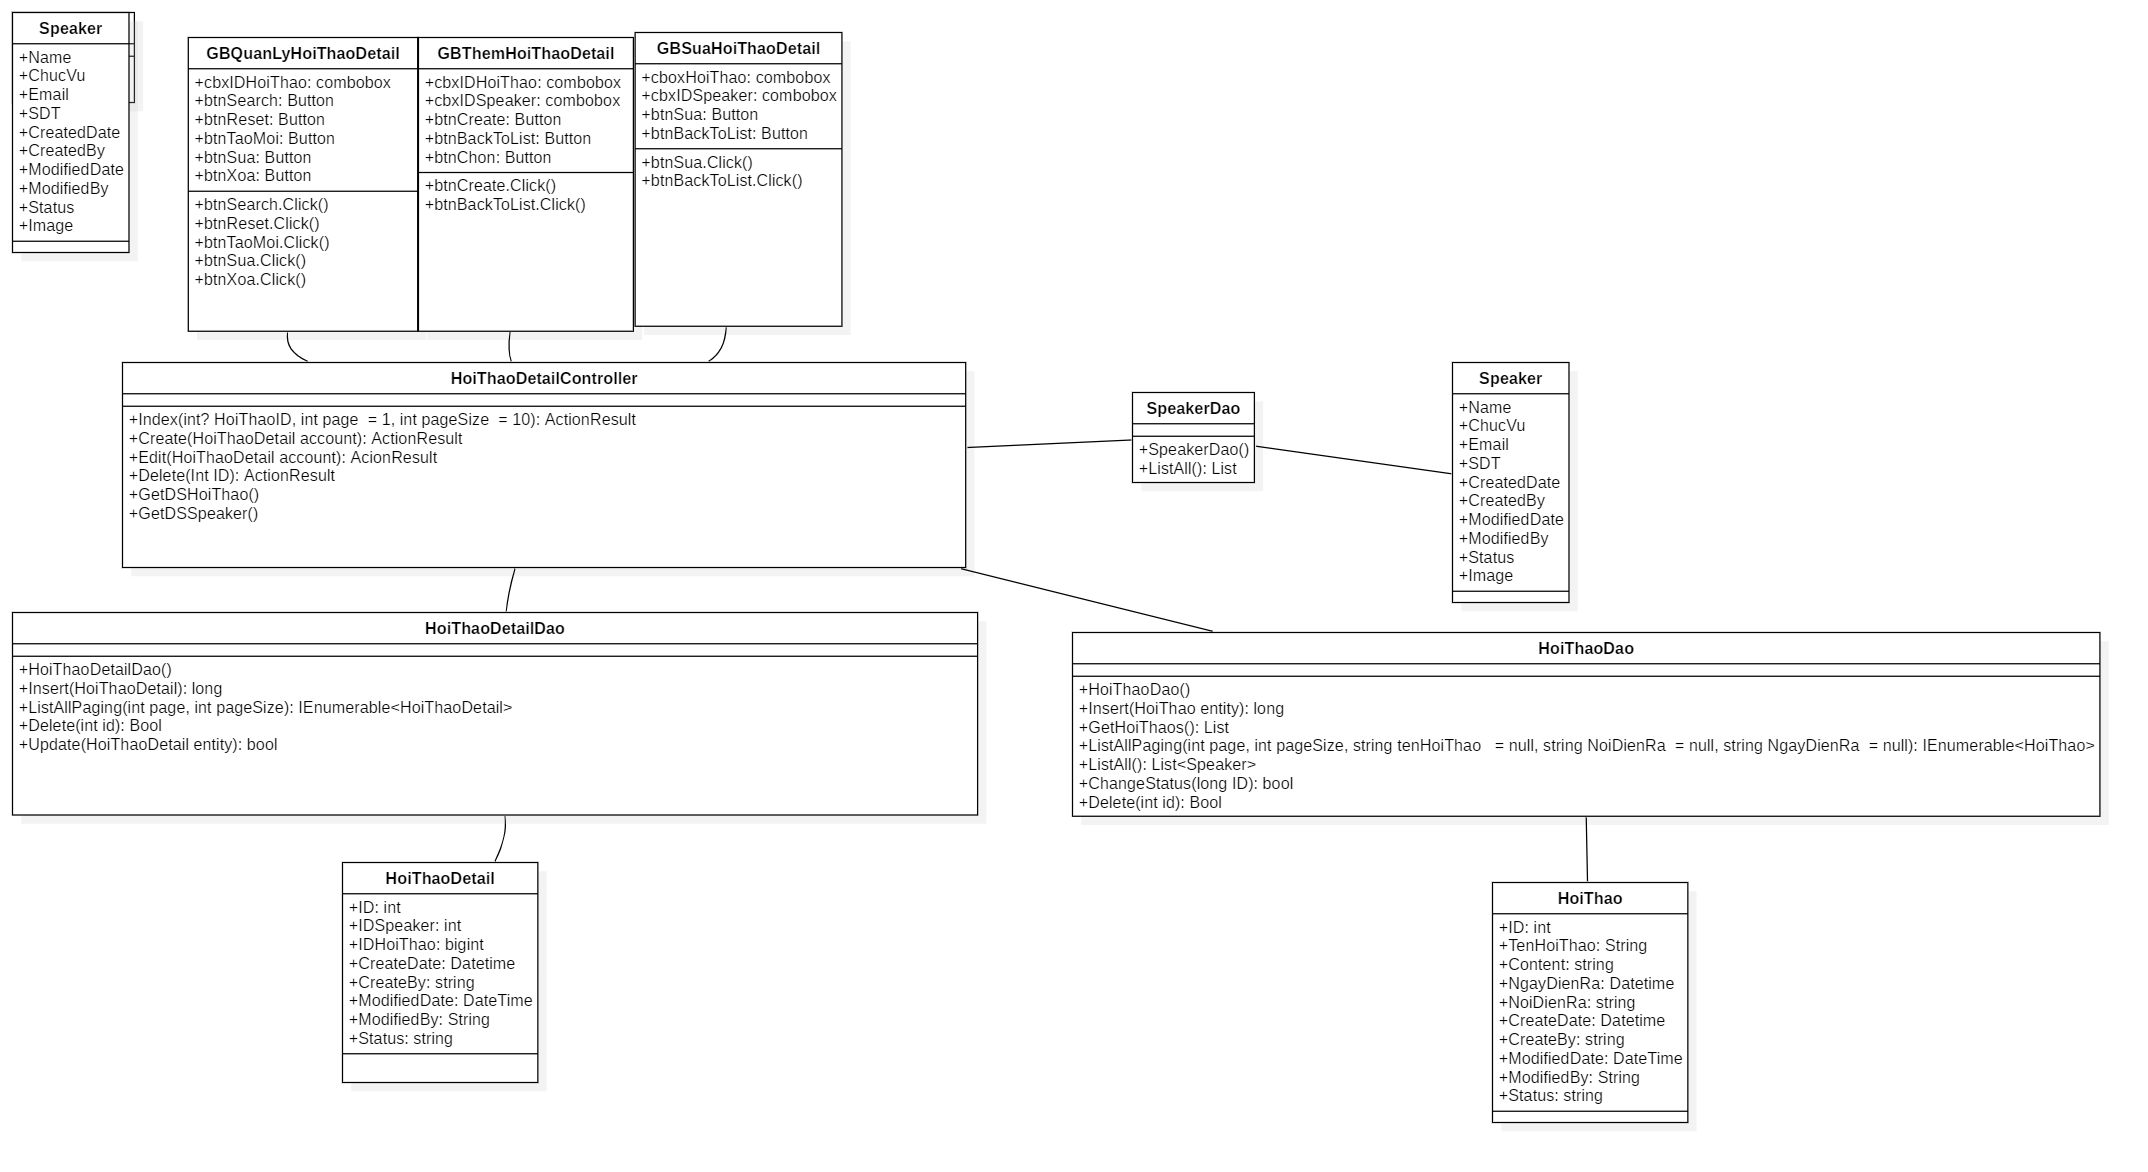 Speaker
+Name
+ChucVu
+Email
+SDT
+CreatedDate
+CreatedBy
+ModifiedDate
+ModifiedBy
+Status
+Image
GBQuanLyHoiThaoDetail
+cbxIDHoiThao: combobox
+btnSearch: Button
+btnReset: Button
+btnTaoMoi: Button
+btnSua: Button
+btnXoa: Button
+btnSearch.Click()
+btnReset.Click()
+btnTaoMoi.Click()
+btnSua.Click()
+btnXoa.Click()
GBThemHoiThaoDetail
+cbxIDHoiThao: combobox
+cbxIDSpeaker: combobox
+btnCreate: Button
+btnBackToList: Button
+btnChon: Button
+btnCreate.Click()
+btnBackToList.Click()
GBSuaHoiThaoDetail
+cboxHoiThao: combobox
+cbxIDSpeaker: combobox
+btnSua: Button
+btnBackToList: Button
+btnSua.Click()
+btnBackToList.Click()
HoiThaoDetailController
+Index(int? HoiThaoID, int page  = 1, int pageSize  = 10): ActionResult
+Create(HoiThaoDetail account): ActionResult
+Edit(HoiThaoDetail account): AcionResult
+Delete(Int ID): ActionResult
+GetDSHoiThao()
+GetDSSpeaker()
SpeakerDao
+SpeakerDao()
+ListAll(): List
Speaker
+Name
+ChucVu
+Email
+SDT
+CreatedDate
+CreatedBy
+ModifiedDate
+ModifiedBy
+Status
+Image
HoiThaoDetailDao
+HoiThaoDetailDao()
+Insert(HoiThaoDetail): long
+ListAllPaging(int page, int pageSize): IEnumerable<HoiThaoDetail>
+Delete(int id): Bool
+Update(HoiThaoDetail entity): bool
HoiThaoDao
+HoiThaoDao()
+Insert(HoiThao entity): long
+GetHoiThaos(): List
+ListAllPaging(int page, int pageSize, string tenHoiThao   = null, string NoiDienRa  = null, string NgayDienRa  = null): IEnumerable<HoiThao>
+ListAll(): List<Speaker>
+ChangeStatus(long ID): bool
+Delete(int id): Bool
HoiThaoDetail
+ID: int
+IDSpeaker: int
+IDHoiThao: bigint
+CreateDate: Datetime
+CreateBy: string
+ModifiedDate: DateTime
+ModifiedBy: String
+Status: string
HoiThao
+ID: int
+TenHoiThao: String
+Content: string
+NgayDienRa: Datetime
+NoiDienRa: string
+CreateDate: Datetime
+CreateBy: string
+ModifiedDate: DateTime
+ModifiedBy: String
+Status: string